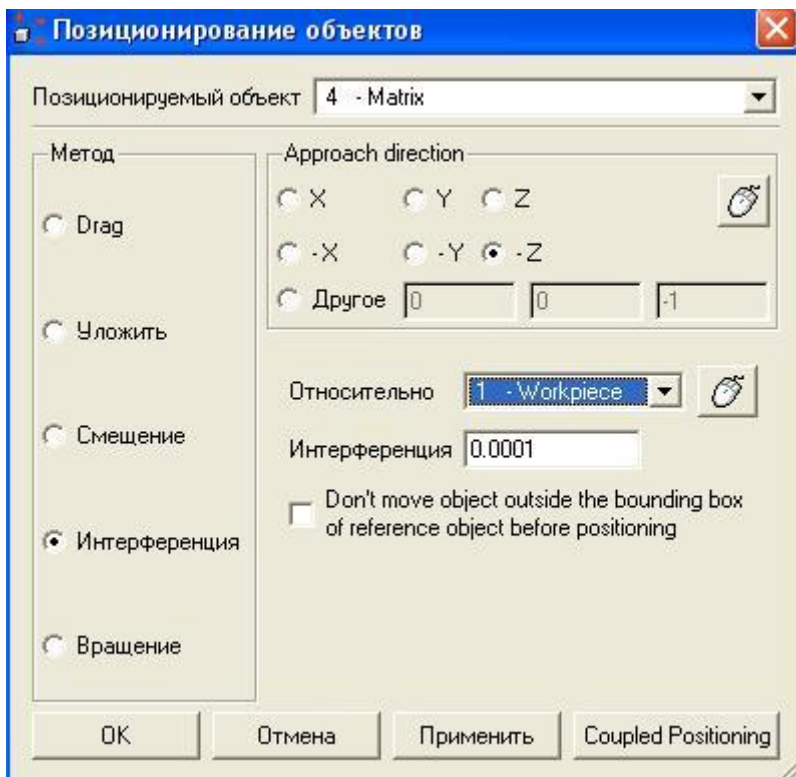 Позиционирование объектов
Позиционируемый объект 4 - Matrix
Метод
Drag
Уложить
Смещение
Интерференция
Вращение
Approach direction
X Y Z
-X -Y -Z
Другое 0 0 -1
Относительно 1 - Workpiece
Интерференция 0.0001
Don't move object outside the bounding box
of reference object before positioning
OK Отмена Применить Coupled Positioning